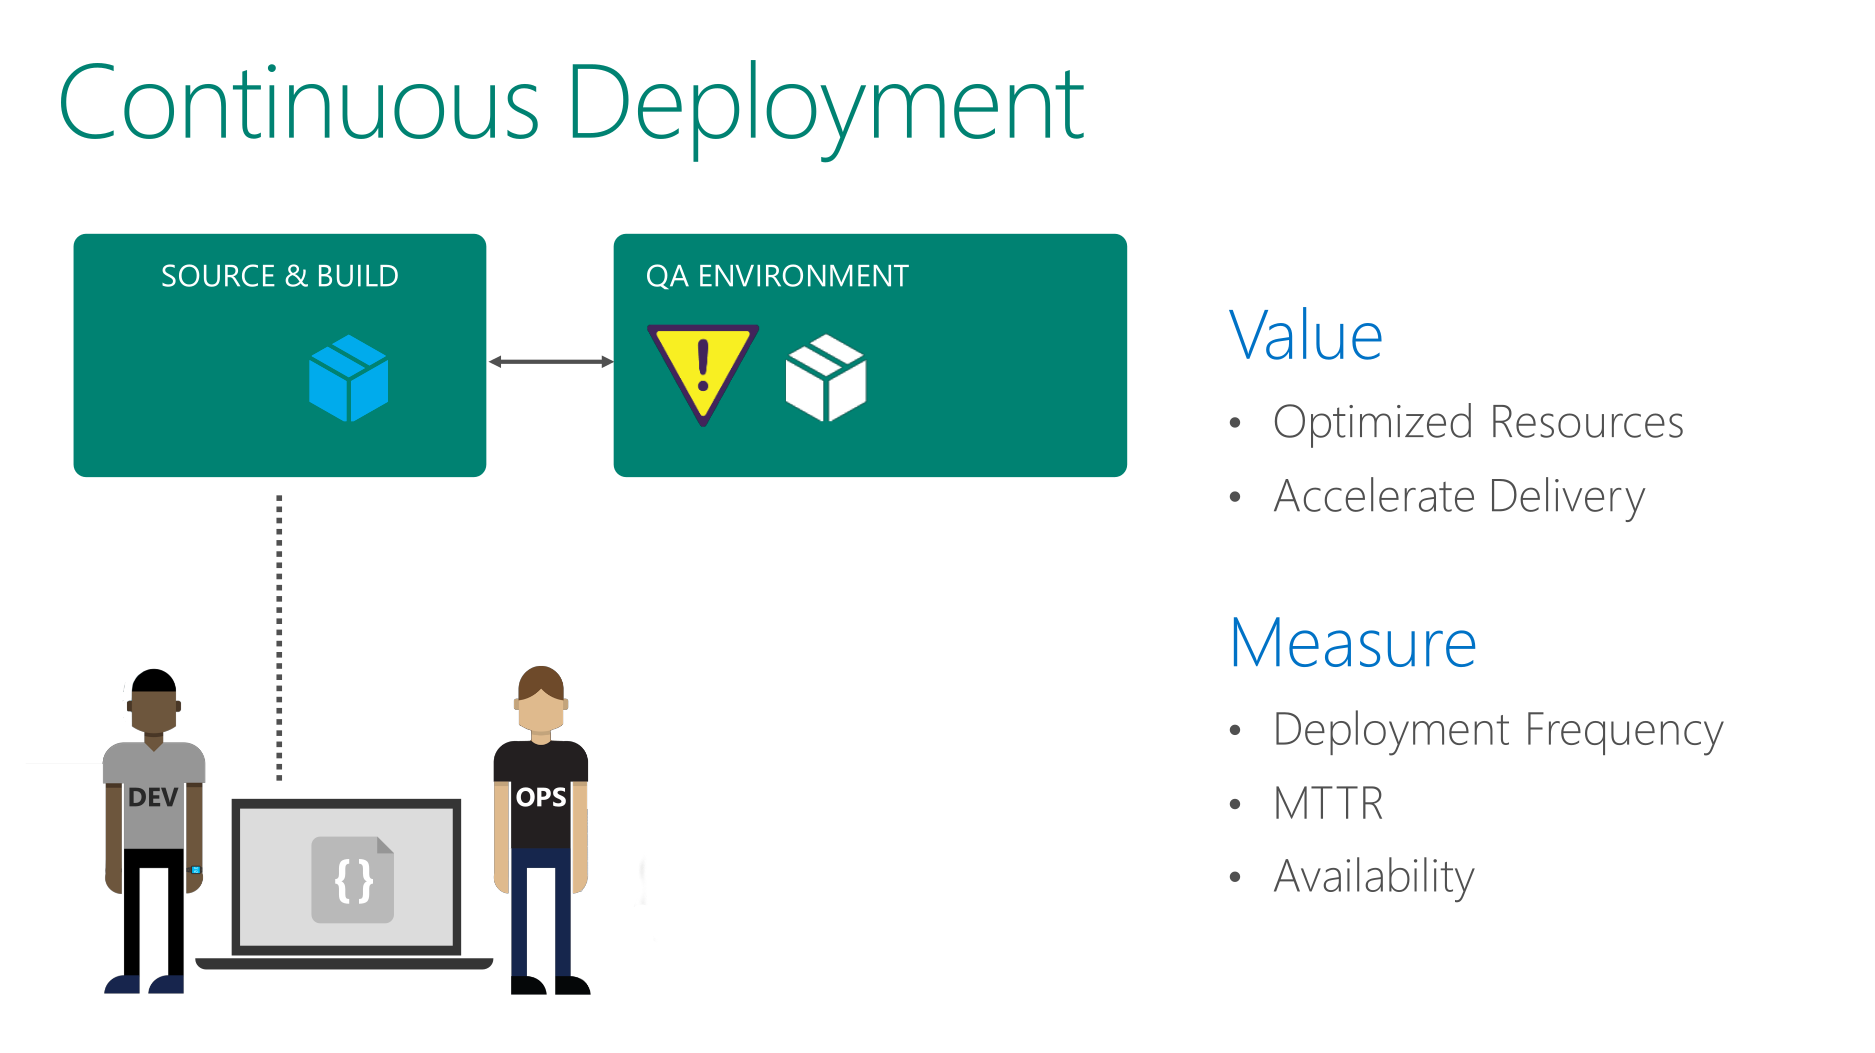 Continuous Deployment
SOURCE & BUILD
QA ENVIRONMENT
!
Value
• Optimized Resources
• Accelerate Delivery
Measure
• Deployment Frequency
• MTTR
• Availability
DEV
OPS
{}